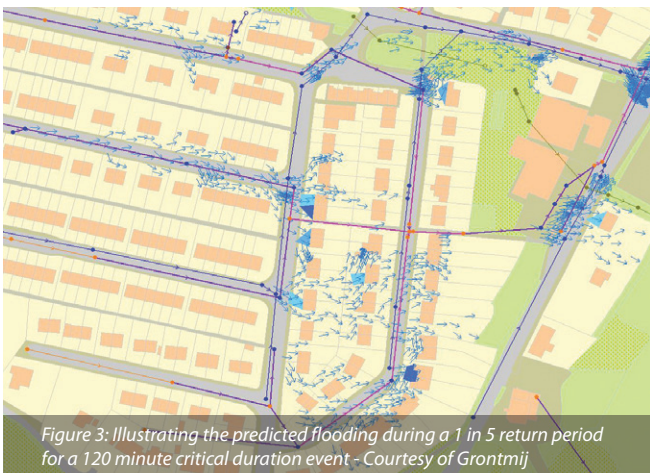 Figure 3: Illustrating the predicted flooding during a 1 in 5 return period
for a 120 minute critical duration event - Courtesy of Grontmij